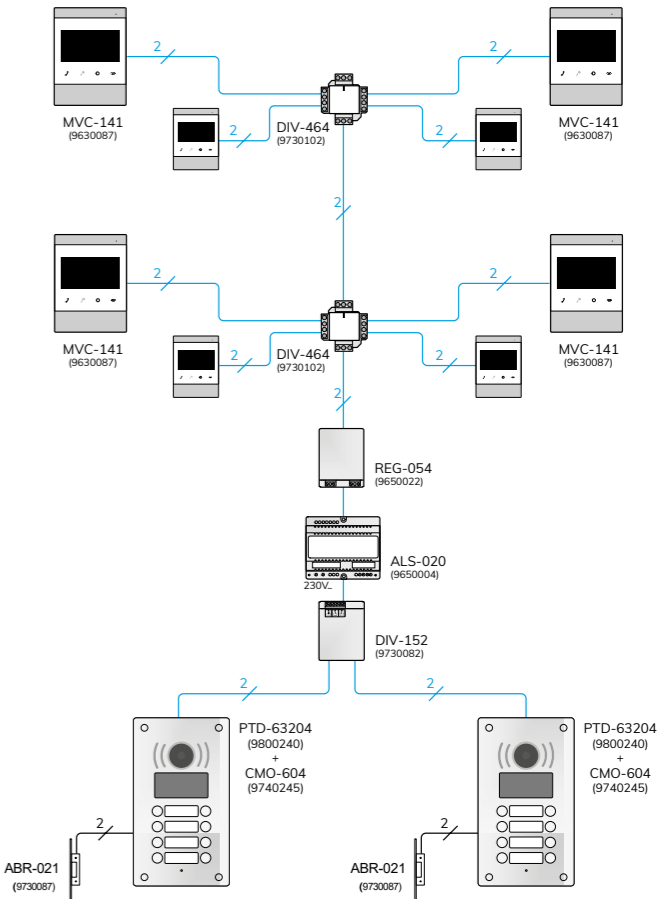 2
2
MVC-141
(9630087)
2
DIV-464
(9730102)
2
MVC-141
(9630087)
2
2
2
MVC-141
(9630087)
2
DIV-464
(9730102)
2
MVC-141
(9630087)
2
REG-054
(9650022)
ALS-020
(9650004)
230V~
DIV-152
(9730082)
2
2
PTD-63204
(9800240)
+
CMO-604
(9740245)
PTD-63204
(9800240)
+
CMO-604
(9740245)
2
ABR-021
(9730087)
2
ABR-021
(9730087)